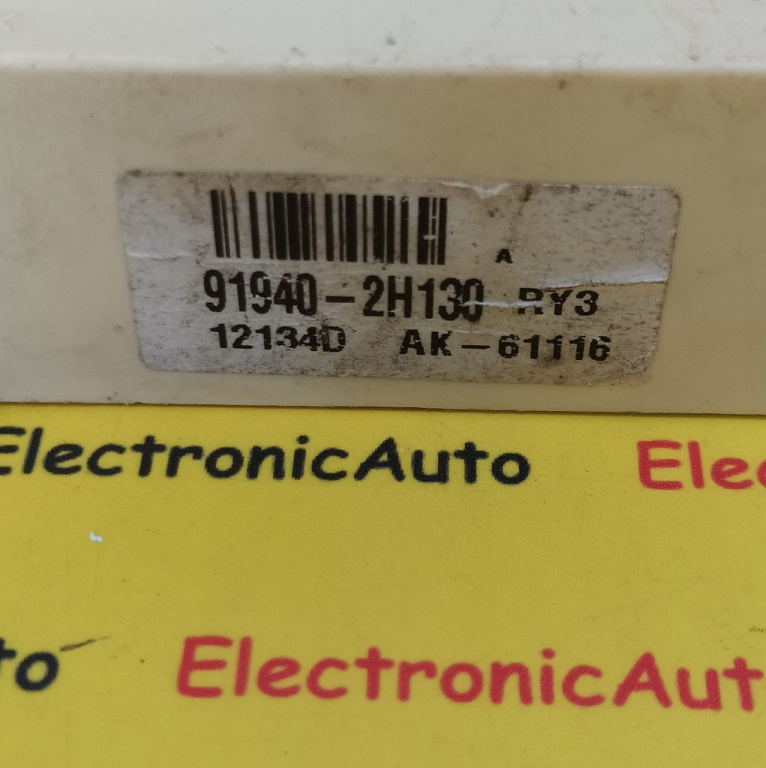 A
91940-2H130 RY3
12134D AK-61116
ElectronicAuto Elec
to ElectronicAut